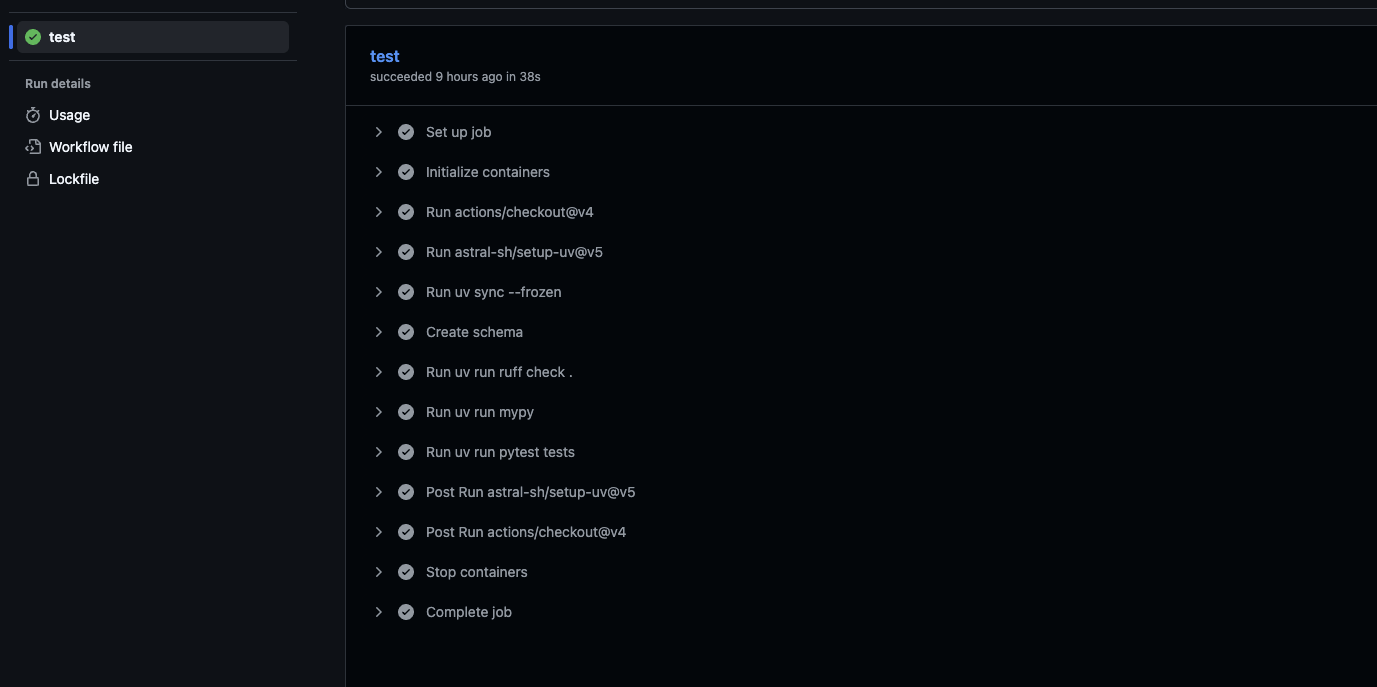 test
Run details
Usage
Workflow file
Lockfile
test
succeeded 9 hours ago in 38s
Set up job
Initialize containers
Run actions/checkout@v4
Run astral-sh/setup-uv@v5
Run uv sync --frozen
Create schema
Run uv run ruff check .
Run uv run mypy
Run uv run pytest tests
Post Run astral-sh/setup-uv@v5
Post Run actions/checkout@v4
Stop containers
Complete job